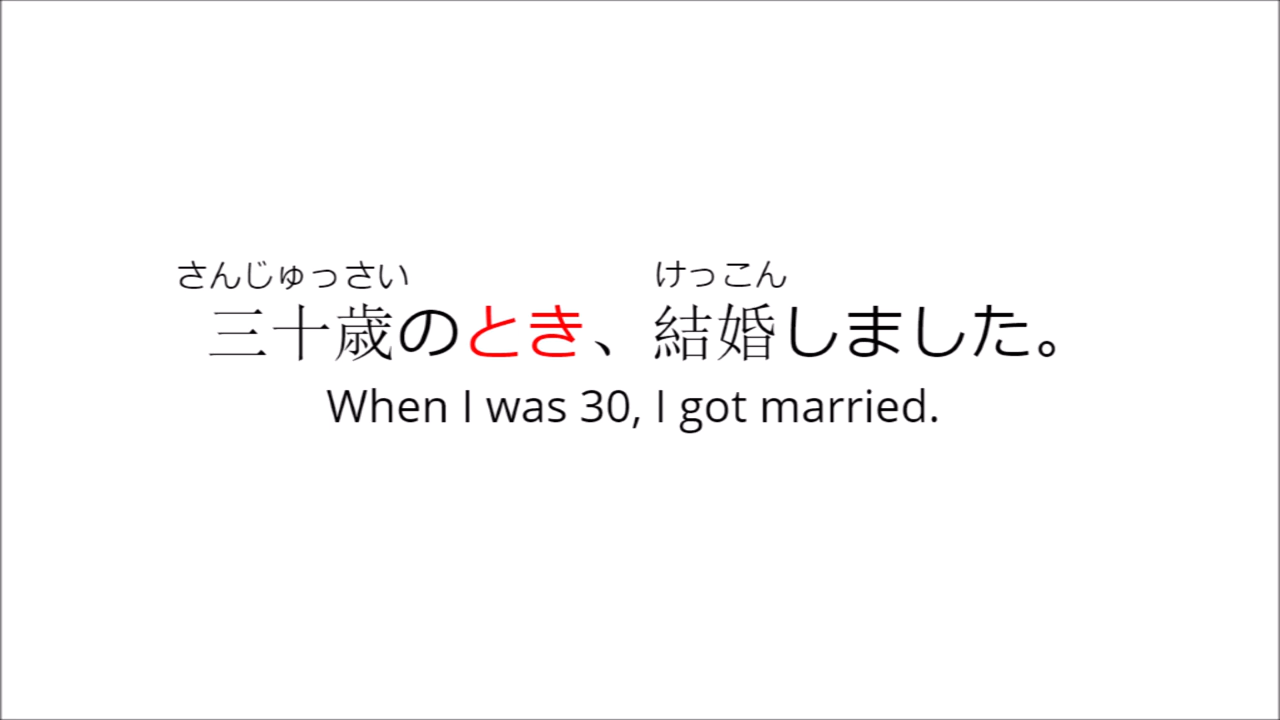 さんじゅっさい けっこん
三十歳のとき、結婚しました。
When I was 30, I got married.